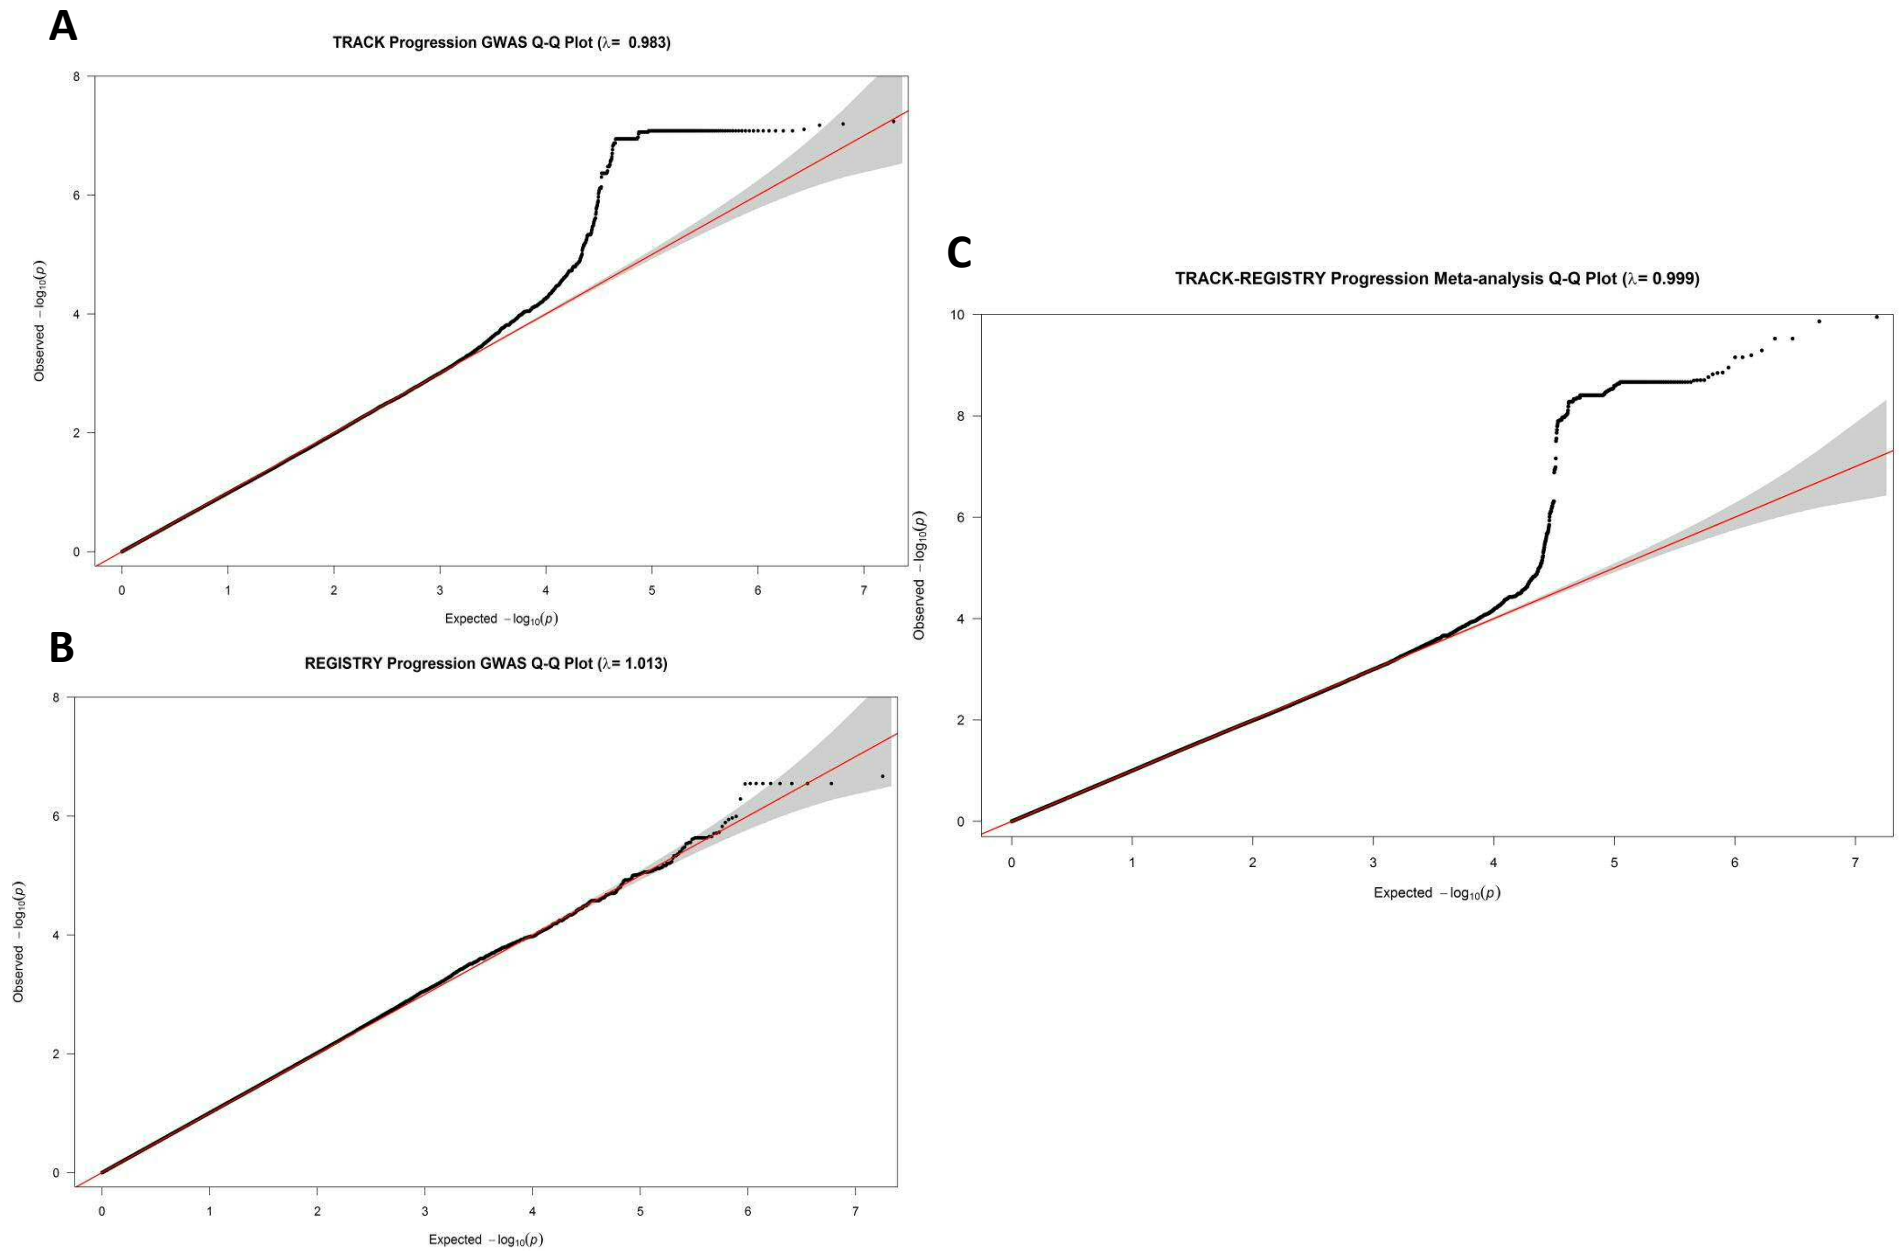 A
TRACK Progression GWAS Q-Q Plot (λ= 0.983)
8
6
4
2
0
Observed −log10(p)
0 1 2 3 4 5 6 7
Expected −log10(p)
B
REGISTRY Progression GWAS Q-Q Plot (λ= 1.013)
8
6
4
2
0
Observed −log10(p)
0 1 2 3 4 5 6 7
Expected −log10(p)
C
TRACK-REGISTRY Progression Meta-analysis Q-Q Plot (λ= 0.999)
10
8
6
4
2
0
Observed −log10(p)
0 1 2 3 4 5 6 7
Expected −log10(p)